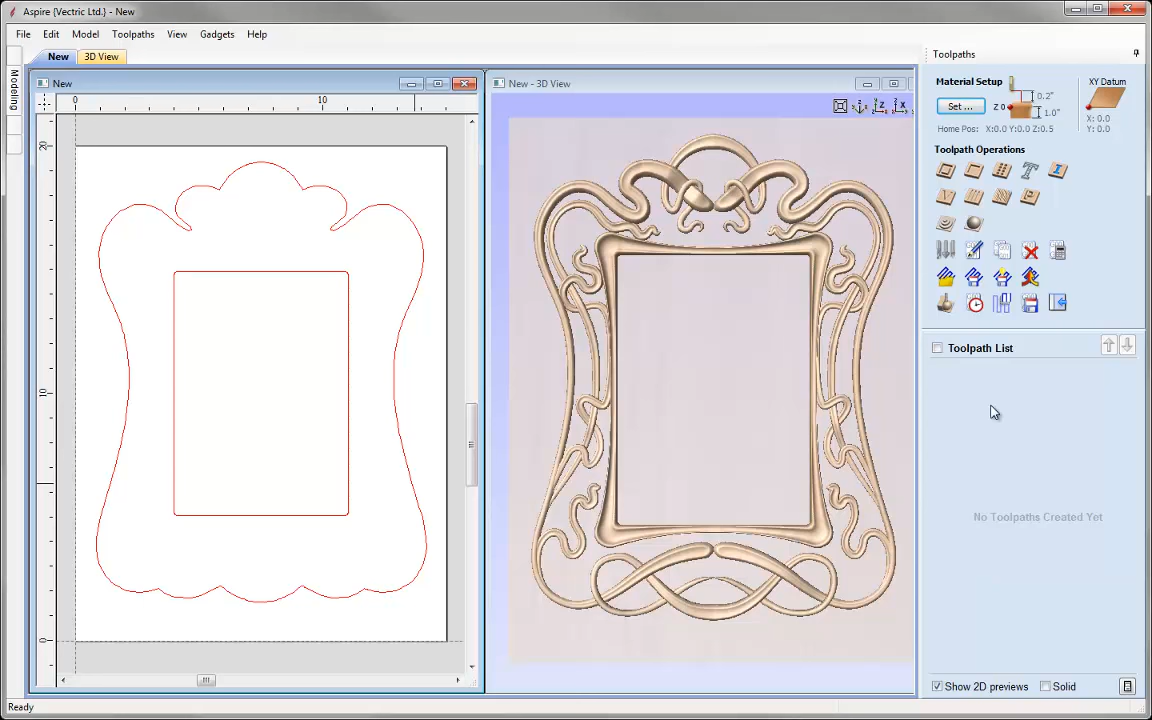 Aspire {Vectric Ltd.} - New
File Edit Model Toolpaths View Gadgets Help
New 3D View
Modeling
New
0 10
20
10
0
New - 3D View
Toolpaths
Material Setup
Set ...
Z 0
0.2"
1.0"
Home Pos: X:0.0 Y:0.0 Z:0.5
XY Datum
X: 0.0
Y: 0.0
Toolpath Operations
Toolpath List
No Toolpaths Created Yet
Show 2D previews Solid
Ready